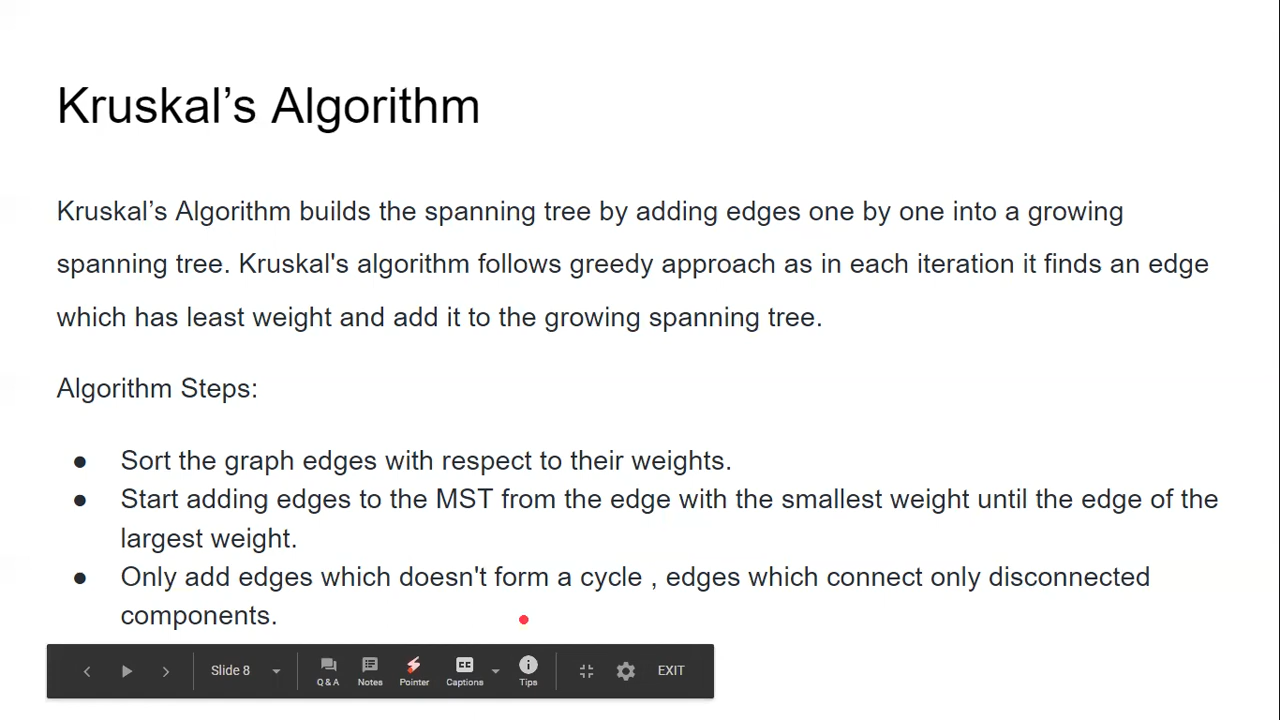 Kruskal’s Algorithm
Kruskal’s Algorithm builds the spanning tree by adding edges one by one into a growing
spanning tree. Kruskal's algorithm follows greedy approach as in each iteration it finds an edge
which has least weight and add it to the growing spanning tree.
Algorithm Steps:
● Sort the graph edges with respect to their weights.
● Start adding edges to the MST from the edge with the smallest weight until the edge of the
largest weight.
● Only add edges which doesn't form a cycle , edges which connect only disconnected
components.
Slide 8 Q&A Notes Pointer CC Captions Tips EXIT